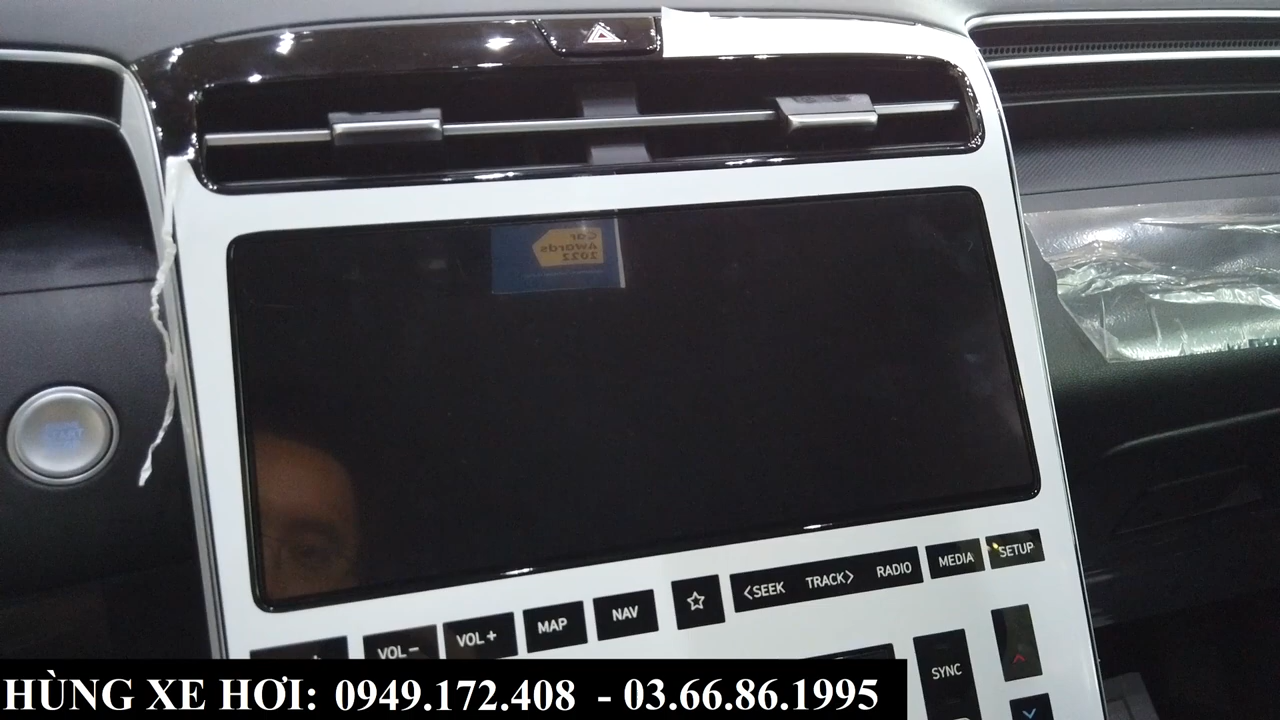 Car
Awards
2022
START
VOL− VOL+ MAP NAV ☆ <SEEK TRACK> RADIO MEDIA SETUP
SYNC
HÙNG XE HƠI: 0949.172.408 - 03.66.86.1995